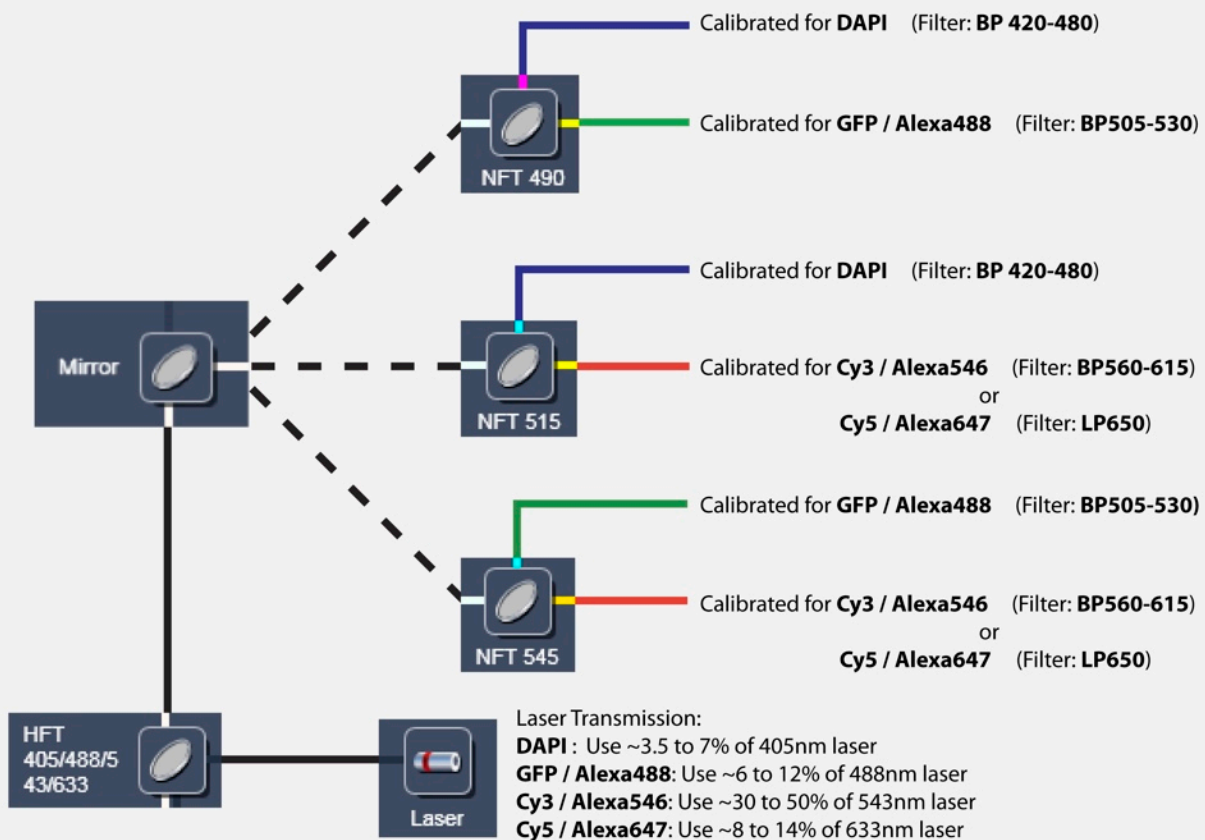 Calibrated for DAPI (Filter: BP 420-480)
Calibrated for GFP / Alexa488 (Filter: BP505-530)
NFT 490
Calibrated for DAPI (Filter: BP 420-480)
Mirror
Calibrated for Cy3 / Alexa546 (Filter: BP560-615)
or
NFT 515
Cy5 / Alexa647 (Filter: LP650)
Calibrated for GFP / Alexa488 (Filter: BP505-530)
Calibrated for Cy3 / Alexa546 (Filter: BP560-615)
or
NFT 545
Cy5 / Alexa647 (Filter: LP650)
HFT
405/488/5
43/633
Laser
Laser Transmission:
DAPI : Use ~3.5 to 7% of 405nm laser
GFP / Alexa488: Use ~6 to 12% of 488nm laser
Cy3 / Alexa546: Use ~30 to 50% of 543nm laser
Cy5 / Alexa647: Use ~8 to 14% of 633nm laser